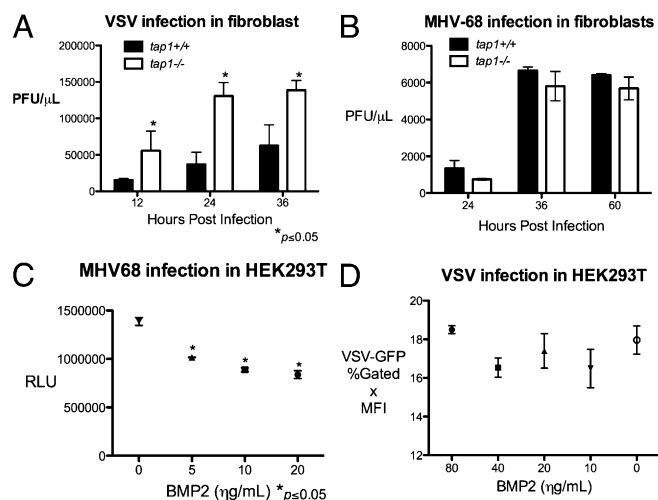 A
VSV infection in fibroblast
200000
150000
100000
50000
0
PFU/μL
tap1+/+
tap1-/-
*
*
*
12
24
36
Hours Post Infection
*p≤0.05
B
MHV-68 infection in fibroblasts
8000
6000
4000
2000
0
PFU/μL
tap1+/+
tap1-/-
24
36
60
Hours Post Infection
C
MHV68 infection in HEK293T
1500000
1000000
500000
0
RLU
*
*
*
0
5
10
20
BMP2 (ηg/mL) *p≤0.05
D
VSV infection in HEK293T
20
18
16
14
12
VSV-GFP
%Gated
x
MFI
80
40
20
10
0
BMP2 (ηg/mL)